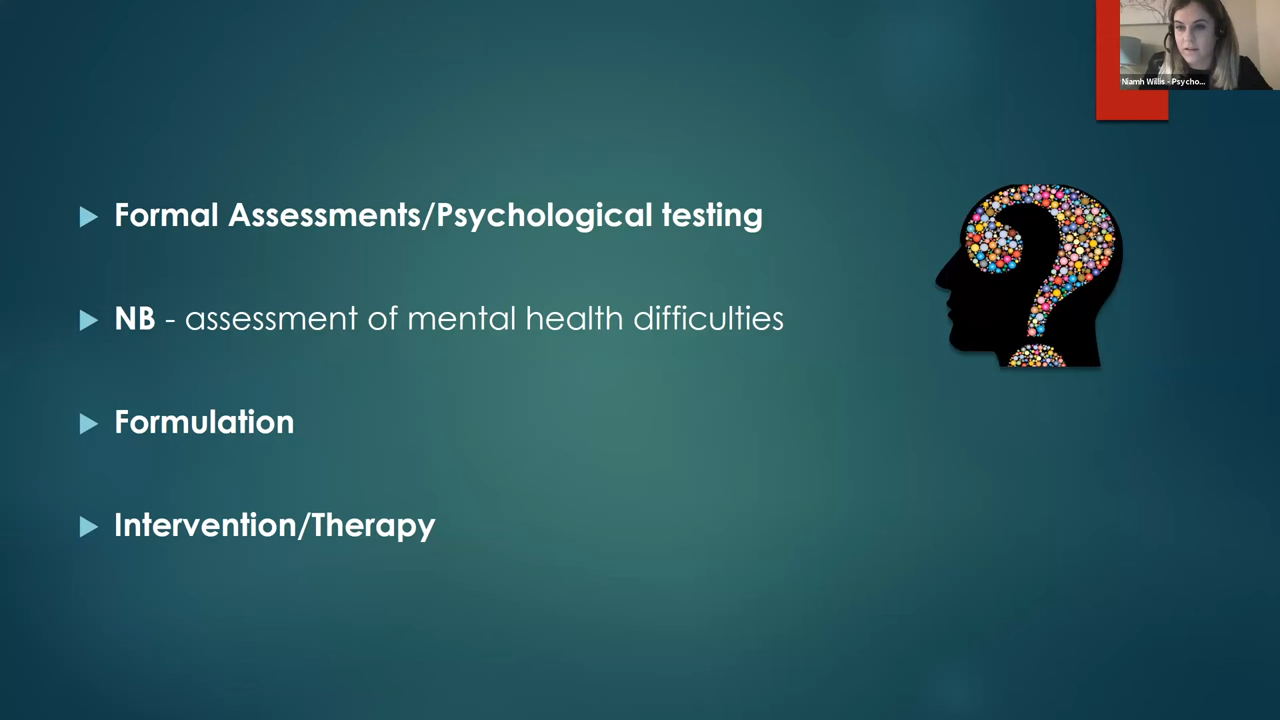 Niamh Willis - Psycho...
Formal Assessments/Psychological testing
NB - assessment of mental health difficulties
Formulation
Intervention/Therapy